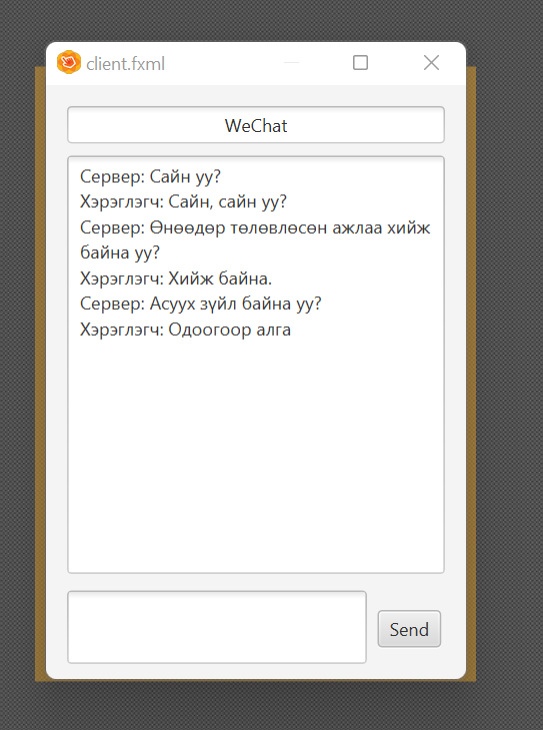 client.fxml
WeChat
Сервер: Сайн уу?
Хэрэглэгч: Сайн, сайн уу?
Сервер: Өнөөдөр төлөвлөсөн ажлаа хийж
байна уу?
Хэрэглэгч: Хийж байна.
Сервер: Асуух зүйл байна уу?
Хэрэглэгч: Одоогоор алга
Send